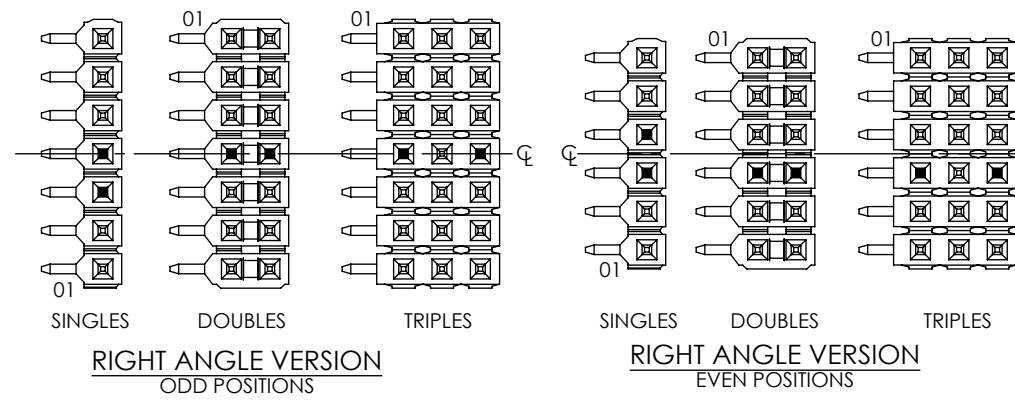 01
01
01
01
℄
SINGLES
DOUBLES
TRIPLES
RIGHT ANGLE VERSION
ODD POSITIONS
01
01
℄
01
SINGLES
DOUBLES
TRIPLES
RIGHT ANGLE VERSION
EVEN POSITIONS